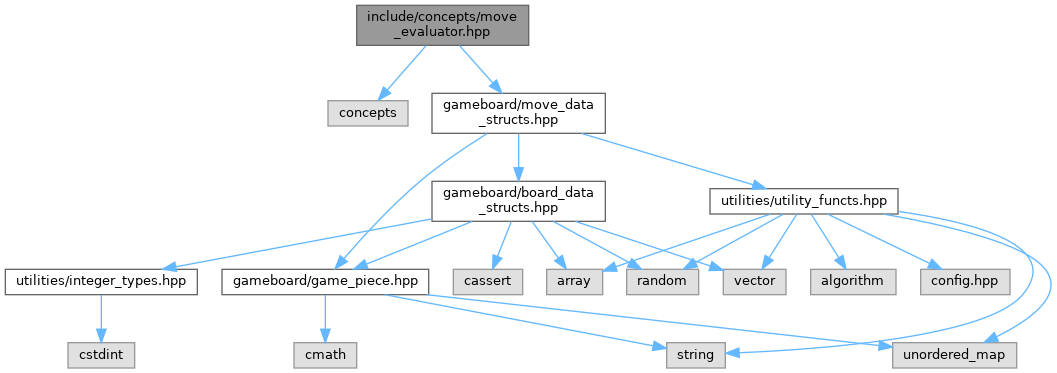 include/concepts/move
_evaluator.hpp
concepts
gameboard/move_data
_structs.hpp
gameboard/board_data
_structs.hpp
utilities/utility_functs.hpp
utilities/integer_types.hpp
gameboard/game_piece.hpp
cassert
array
random
vector
algorithm
config.hpp
cstdint
cmath
string
unordered_map